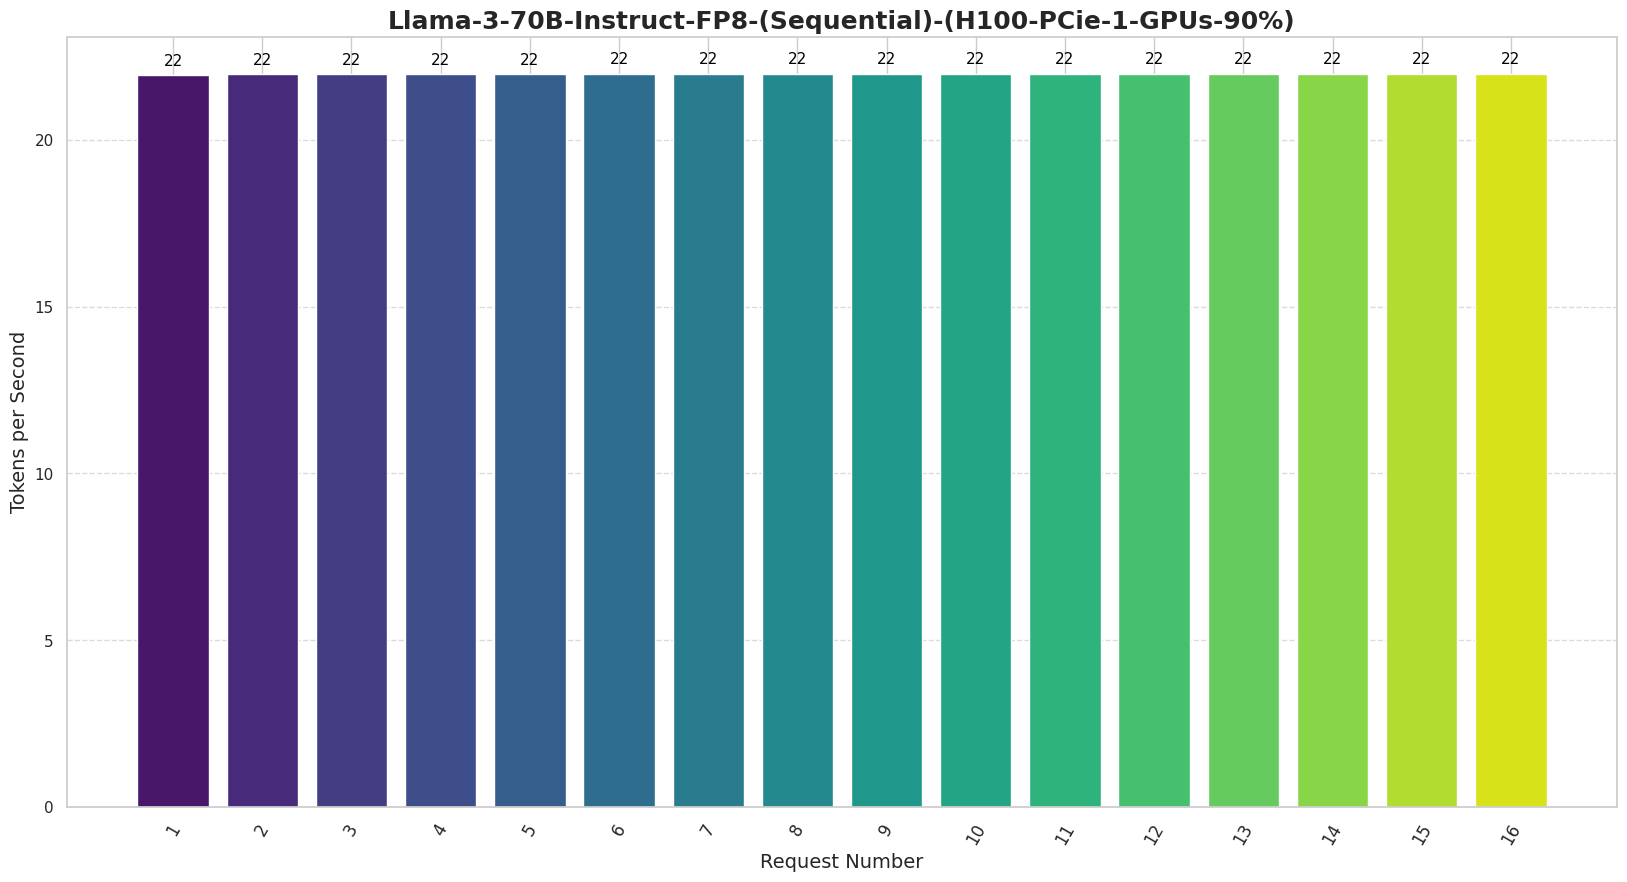 Llama-3-70B-Instruct-FP8-(Sequential)-(H100-PCie-1-GPUs-90%)
22 22 22 22 22 22 22 22 22 22 22 22 22 22 22 22
20
15
10
5
0
Tokens per Second
1 2 3 4 5 6 7 8 9 10 11 12 13 14 15 16
Request Number